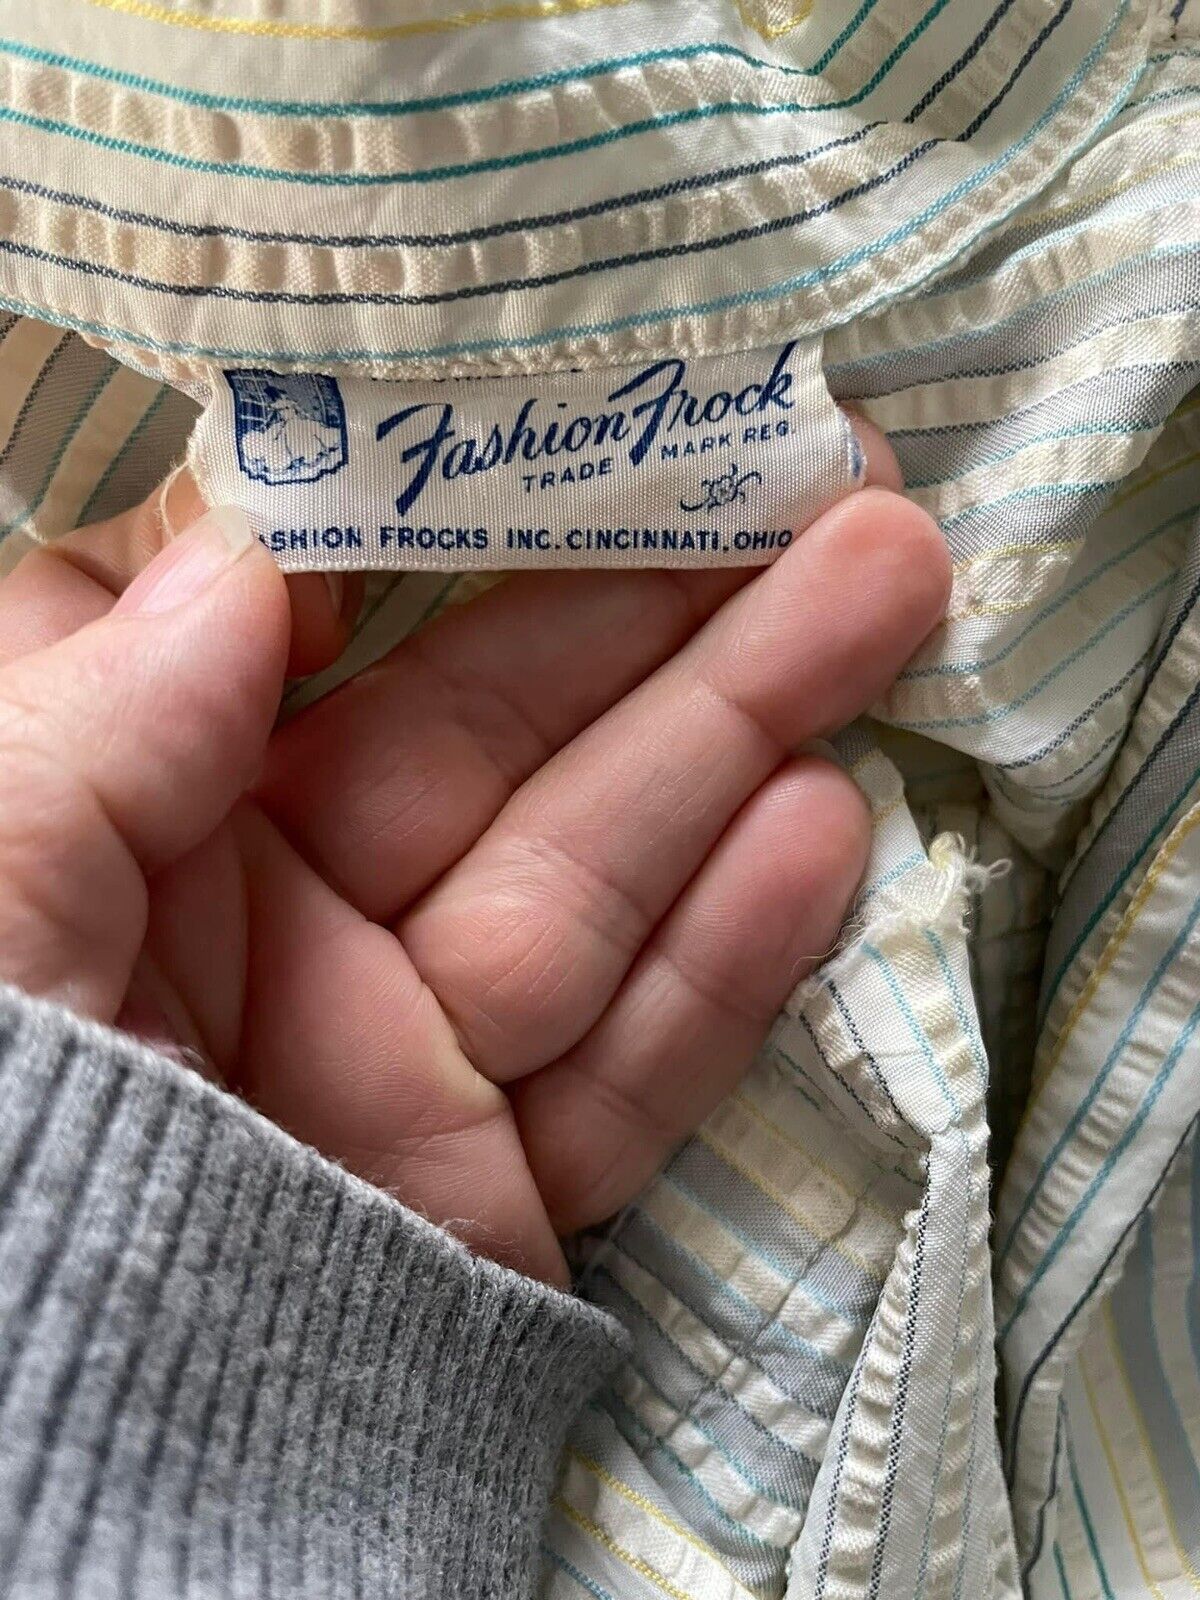 Fashion Frock
TRADE MARK REG.
FASHION FROCKS INC. CINCINNATI, OHIO